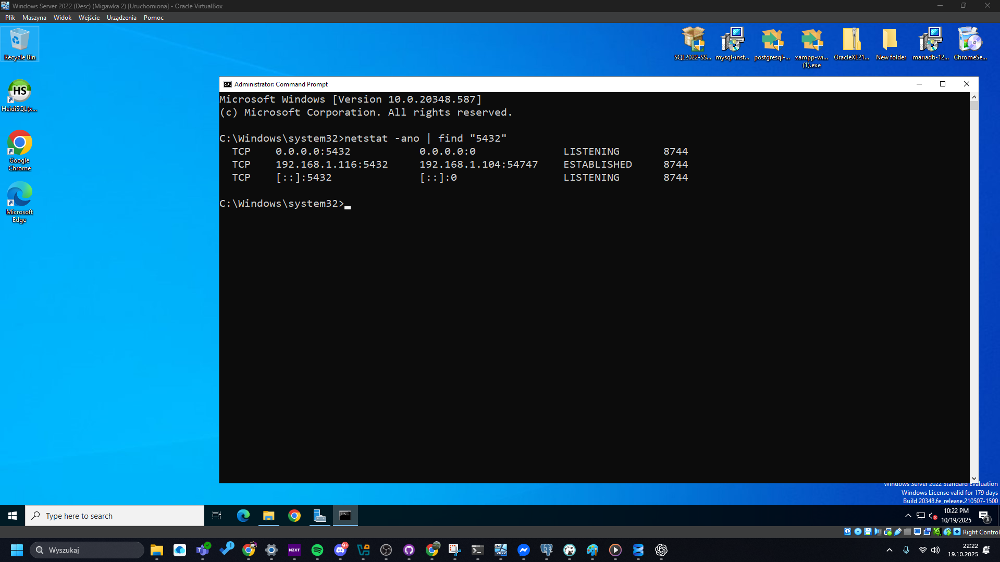 Windows Server 2022 (Desc) (Migawka 2) [Uruchomiona] - Oracle VirtualBox
Plik Maszyna Widok Wejście Urządzenia Pomoc
Recycle Bin
HS
HeidiSQL(x...
Google
Chrome
Microsoft
Edge
SQL2022-SS...
mysql-inst...
postgresql-...
xampp-wi...
(1).exe
OracleXE21...
New folder
mariadb-12...
ChromeSe...
Administrator: Command Prompt
Microsoft Windows [Version 10.0.20348.587]
(c) Microsoft Corporation. All rights reserved.
C:\Windows\system32>netstat -ano | find "5432"
TCP 0.0.0.0:5432 0.0.0.0:0 LISTENING 8744
TCP 192.168.1.116:5432 192.168.1.104:54747 ESTABLISHED 8744
TCP [::]:5432 [::]:0 LISTENING 8744
C:\Windows\system32>
Windows Server 2022 Standard Evaluation
Windows License valid for 179 days
Build 20348.fe_release.210507-1500
Type here to search
10:22 PM
10/19/2025
3
Right Control
Wyszukaj
1
RP
NZXT
9+
2022
22:22
19.10.2025